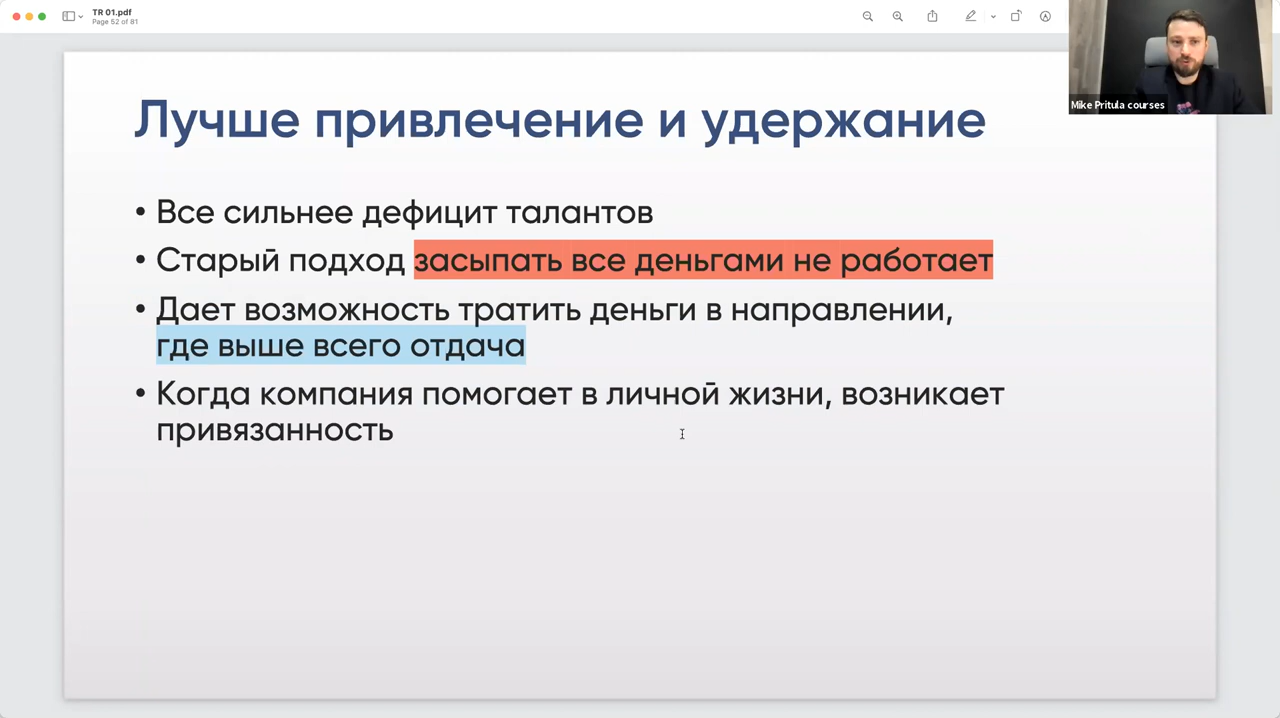 TR 01.pdf
Page 52 of 81
Mike Pritula courses
Лучше привлечение и удержание
• Все сильнее дефицит талантов
• Старый подход засыпать все деньгами не работает
• Дает возможность тратить деньги в направлении,
где выше всего отдача
• Когда компания помогает в личной жизни, возникает
привязанность